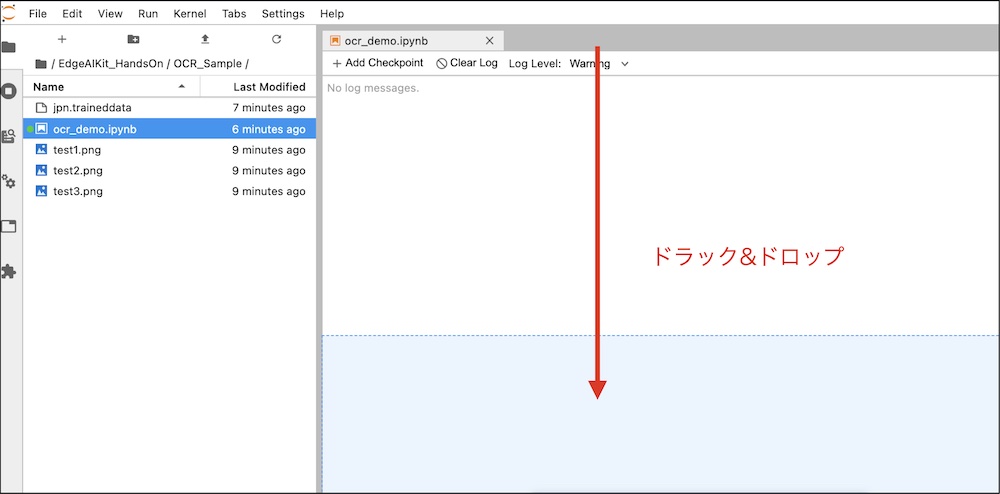 File Edit View Run Kernel Tabs Settings Help
/ EdgeAIKit_HandsOn / OCR_Sample /
Name Last Modified
jpn.traineddata 7 minutes ago
ocr_demo.ipynb 6 minutes ago
test1.png 9 minutes ago
test2.png 9 minutes ago
test3.png 9 minutes ago
ocr_demo.ipynb
Add Checkpoint Clear Log Log Level: Warning
No log messages.
ドラック&ドロップ